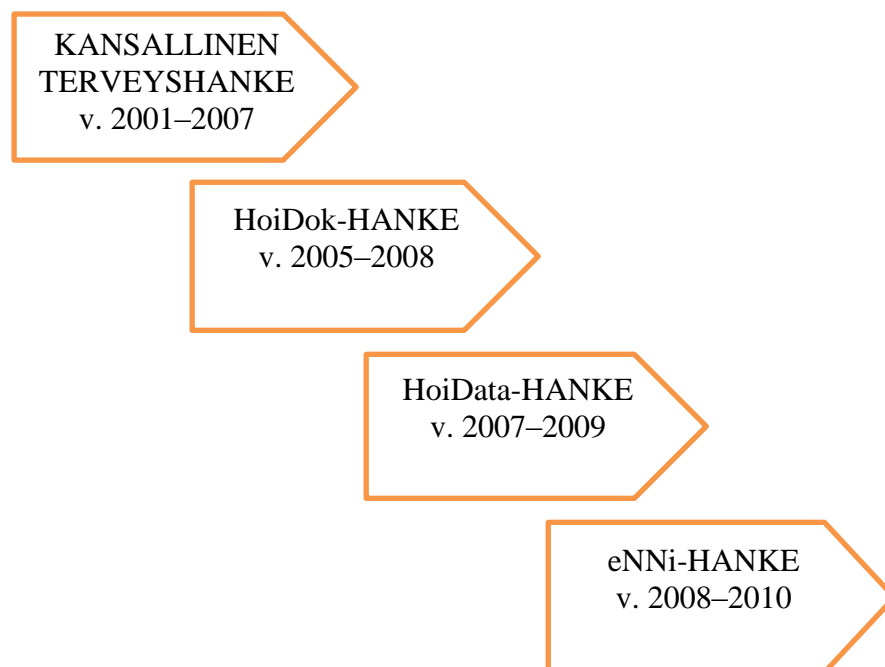 KANSALLINEN
TERVEYSHANKE
v. 2001–2007
HoiDok-HANKE
v. 2005–2008
HoiData-HANKE
v. 2007–2009
eNNi-HANKE
v. 2008–2010